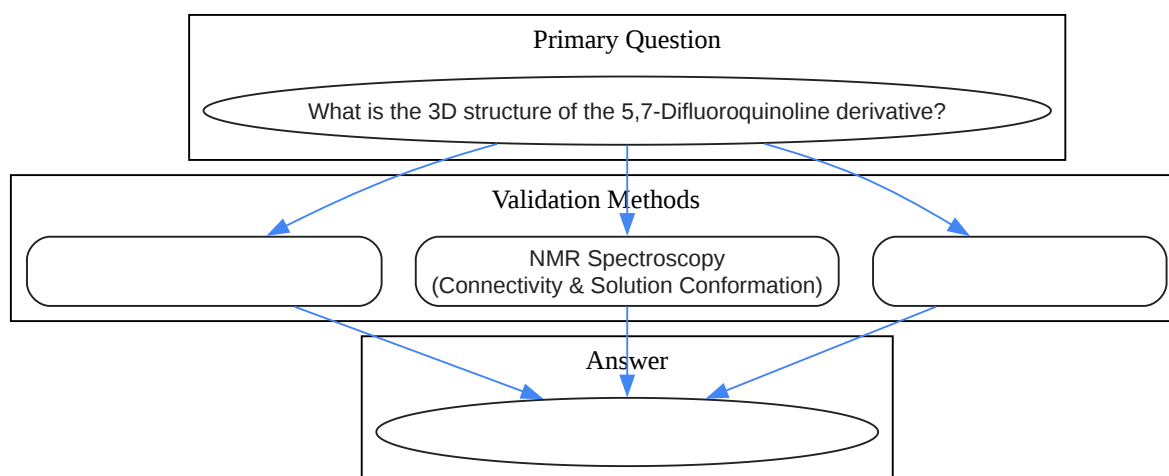 Primary Question
What is the 3D structure of the 5,7-Difluoroquinoline derivative?
Validation Methods
NMR Spectroscopy
(Connectivity & Solution Conformation)
Answer